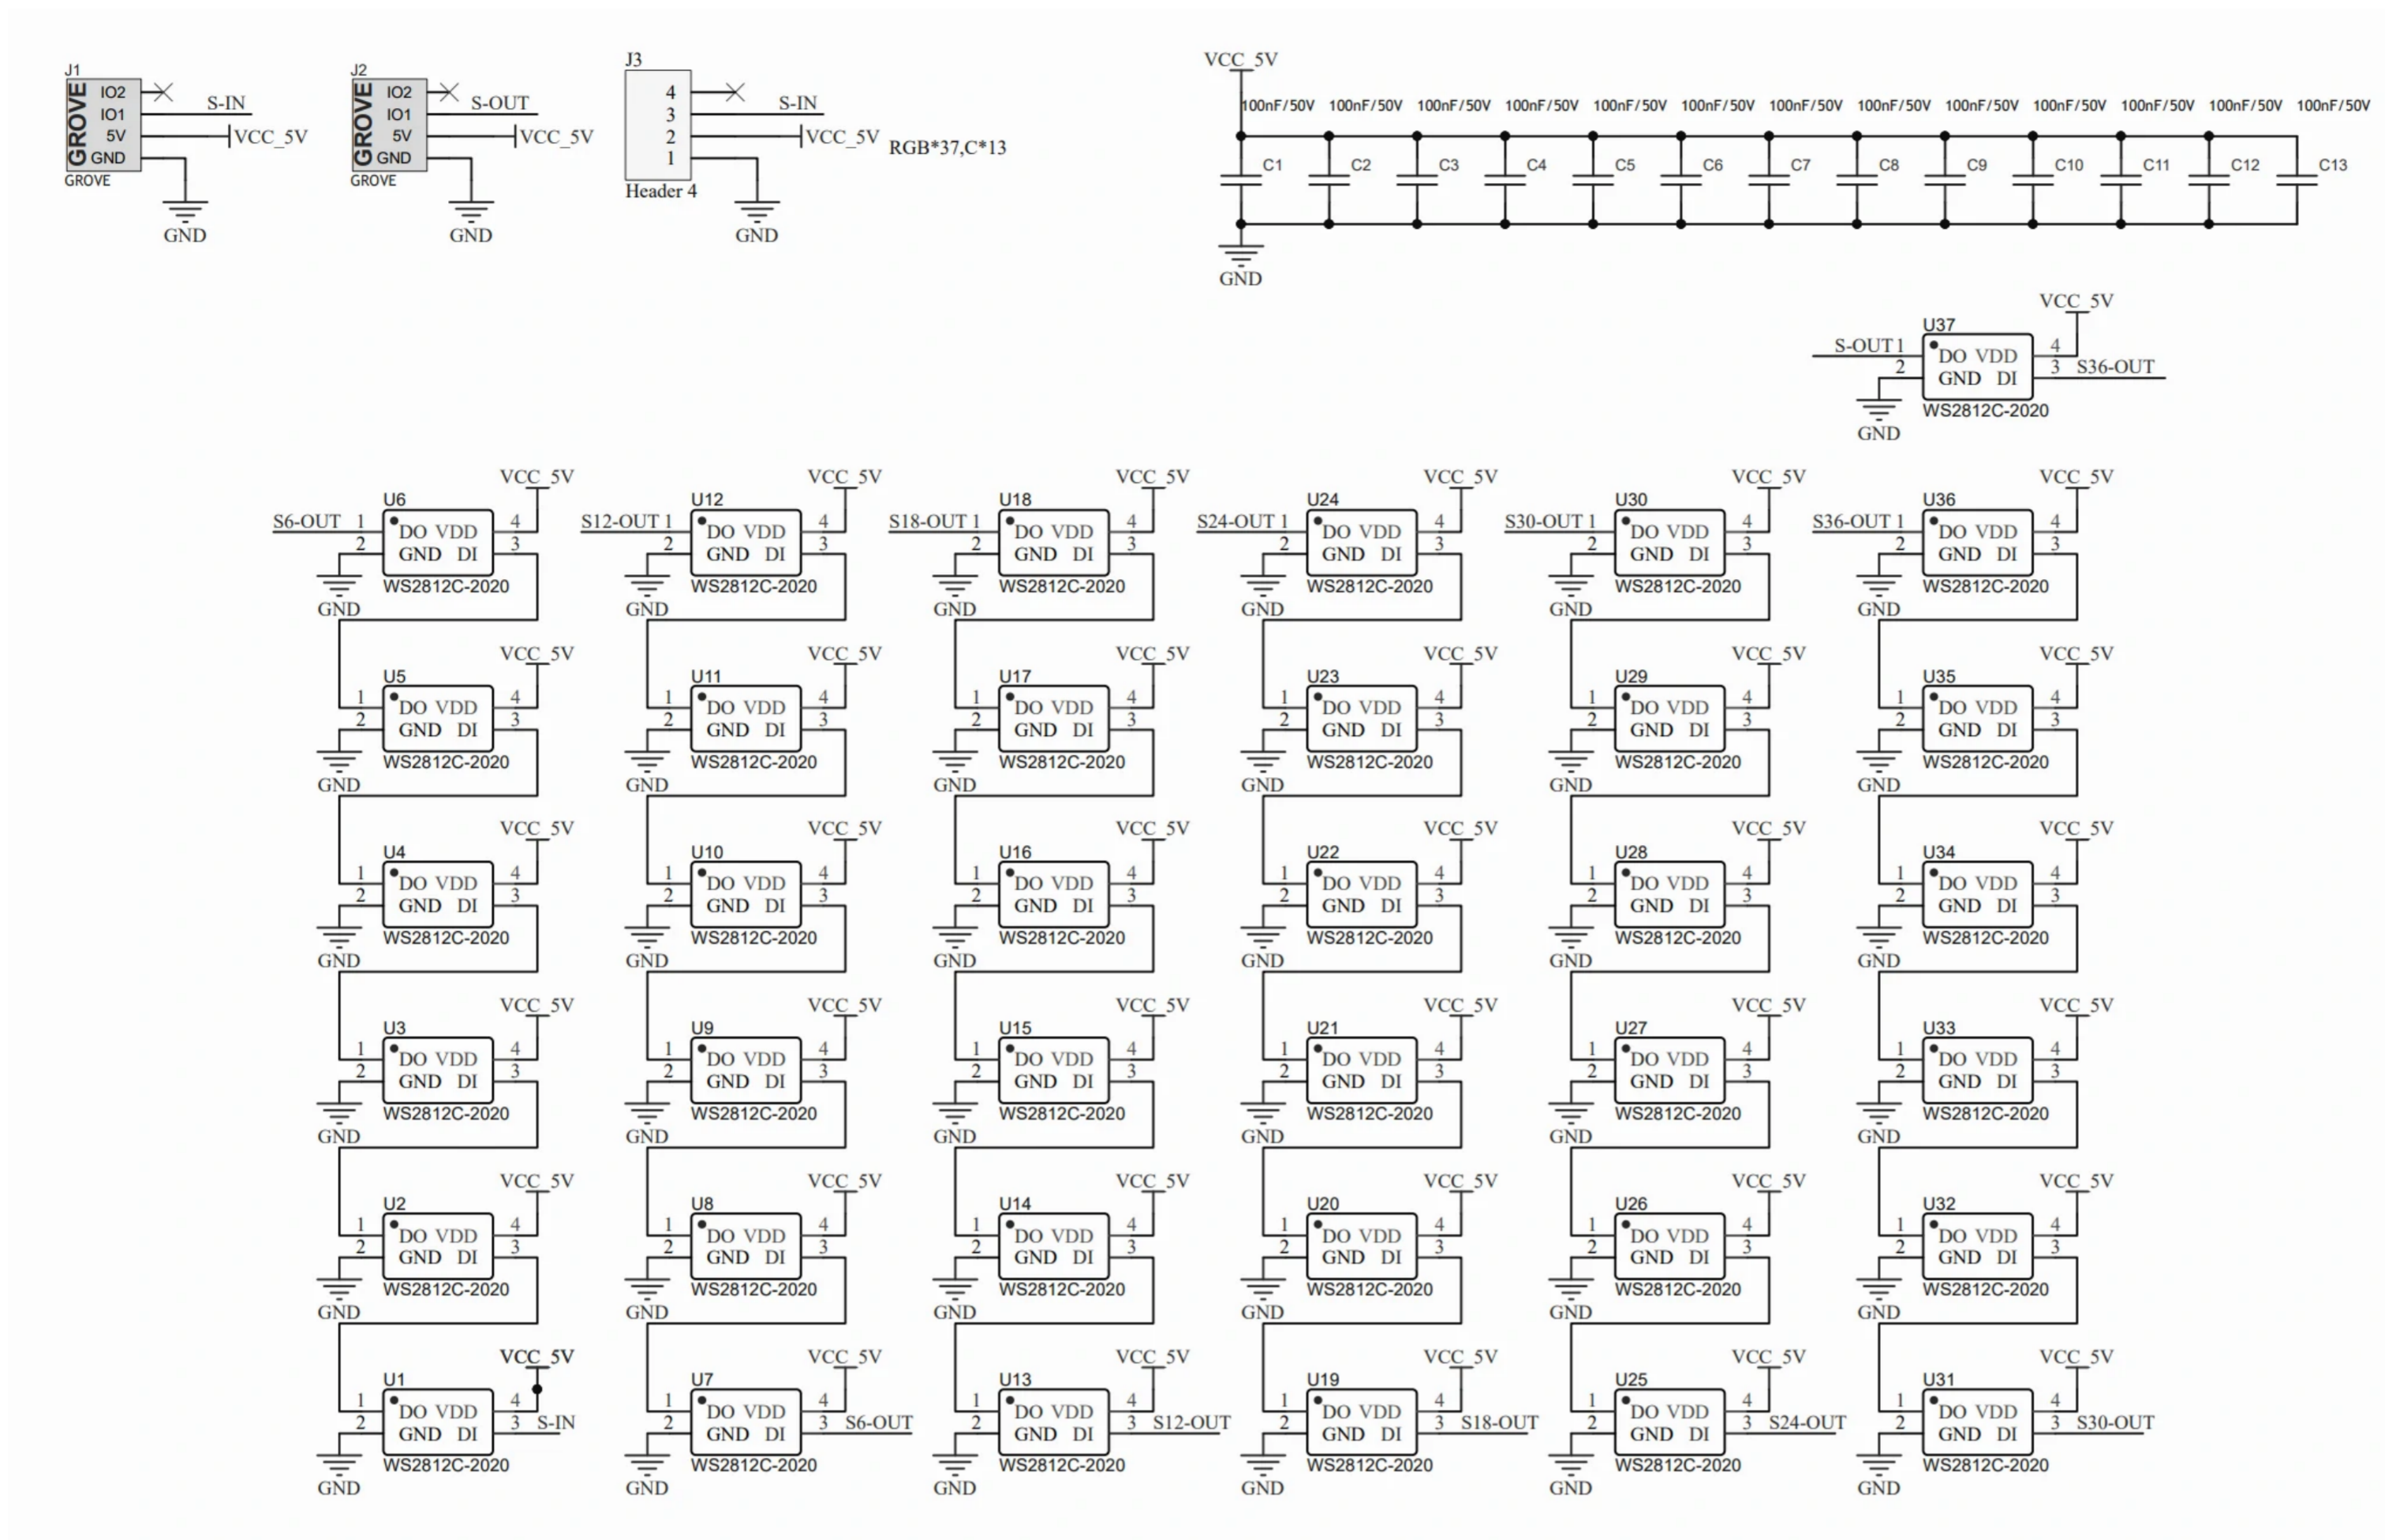 J1
GROVE
IO2
IO1 S-IN
5V VCC_5V
GND
GROVE
GND
J2
GROVE
IO2
IO1 S-OUT
5V VCC_5V
GND
GROVE
GND
J3
4
3 S-IN
2 VCC_5V
1
Header 4
GND
RGB*37,C*13
VCC_5V
100nF/50V 100nF/50V 100nF/50V 100nF/50V 100nF/50V 100nF/50V 100nF/50V 100nF/50V 100nF/50V 100nF/50V 100nF/50V 100nF/50V 100nF/50V
C1 C2 C3 C4 C5 C6 C7 C8 C9 C10 C11 C12 C13
GND
VCC_5V
U37
S-OUT 1 DO VDD 4
2 GND DI 3 S36-OUT
WS2812C-2020
GND
VCC_5V VCC_5V VCC_5V VCC_5V VCC_5V VCC_5V
U6 U12 U18 U24 U30 U36
S6-OUT 1 DO VDD 4 S12-OUT 1 DO VDD 4 S18-OUT 1 DO VDD 4 S24-OUT 1 DO VDD 4 S30-OUT 1 DO VDD 4 S36-OUT 1 DO VDD 4
2 GND DI 3 2 GND DI 3 2 GND DI 3 2 GND DI 3 2 GND DI 3 2 GND DI 3
WS2812C-2020 WS2812C-2020 WS2812C-2020 WS2812C-2020 WS2812C-2020 WS2812C-2020
GND GND GND GND GND GND
VCC_5V VCC_5V VCC_5V VCC_5V VCC_5V VCC_5V
U5 U11 U17 U23 U29 U35
1 DO VDD 4 1 DO VDD 4 1 DO VDD 4 1 DO VDD 4 1 DO VDD 4 1 DO VDD 4
2 GND DI 3 2 GND DI 3 2 GND DI 3 2 GND DI 3 2 GND DI 3 2 GND DI 3
WS2812C-2020 WS2812C-2020 WS2812C-2020 WS2812C-2020 WS2812C-2020 WS2812C-2020
GND GND GND GND GND GND
VCC_5V VCC_5V VCC_5V VCC_5V VCC_5V VCC_5V
U4 U10 U16 U22 U28 U34
1 DO VDD 4 1 DO VDD 4 1 DO VDD 4 1 DO VDD 4 1 DO VDD 4 1 DO VDD 4
2 GND DI 3 2 GND DI 3 2 GND DI 3 2 GND DI 3 2 GND DI 3 2 GND DI 3
WS2812C-2020 WS2812C-2020 WS2812C-2020 WS2812C-2020 WS2812C-2020 WS2812C-2020
GND GND GND GND GND GND
VCC_5V VCC_5V VCC_5V VCC_5V VCC_5V VCC_5V
U3 U9 U15 U21 U27 U33
1 DO VDD 4 1 DO VDD 4 1 DO VDD 4 1 DO VDD 4 1 DO VDD 4 1 DO VDD 4
2 GND DI 3 2 GND DI 3 2 GND DI 3 2 GND DI 3 2 GND DI 3 2 GND DI 3
WS2812C-2020 WS2812C-2020 WS2812C-2020 WS2812C-2020 WS2812C-2020 WS2812C-2020
GND GND GND GND GND GND
VCC_5V VCC_5V VCC_5V VCC_5V VCC_5V VCC_5V
U2 U8 U14 U20 U26 U32
1 DO VDD 4 1 DO VDD 4 1 DO VDD 4 1 DO VDD 4 1 DO VDD 4 1 DO VDD 4
2 GND DI 3 2 GND DI 3 2 GND DI 3 2 GND DI 3 2 GND DI 3 2 GND DI 3
WS2812C-2020 WS2812C-2020 WS2812C-2020 WS2812C-2020 WS2812C-2020 WS2812C-2020
GND GND GND GND GND GND
VCC_5V VCC_5V VCC_5V VCC_5V VCC_5V VCC_5V
U1 U7 U13 U19 U25 U31
1 DO VDD 4 1 DO VDD 4 1 DO VDD 4 1 DO VDD 4 1 DO VDD 4 1 DO VDD 4
2 GND DI 3 S-IN 2 GND DI 3 S6-OUT 2 GND DI 3 S12-OUT 2 GND DI 3 S18-OUT 2 GND DI 3 S24-OUT 2 GND DI 3 S30-OUT
WS2812C-2020 WS2812C-2020 WS2812C-2020 WS2812C-2020 WS2812C-2020 WS2812C-2020
GND GND GND GND GND GND